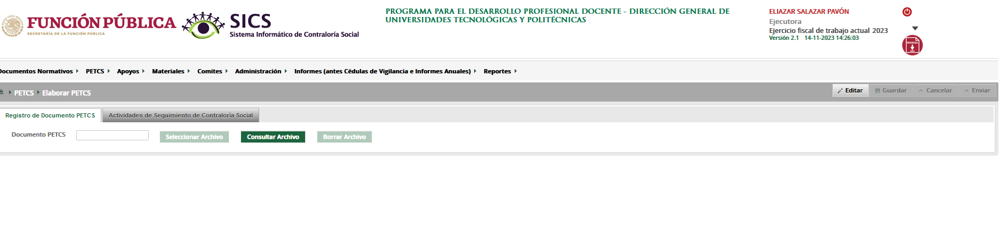 FUNCIÓN PÚBLICA
SECRETARÍA DE LA FUNCIÓN PÚBLICA
SICS
Sistema Informático de Contraloría Social
PROGRAMA PARA EL DESARROLLO PROFESIONAL DOCENTE - DIRECCIÓN GENERAL DE
UNIVERSIDADES TECNOLÓGICAS Y POLITÉCNICAS
ELIAZAR SALAZAR PAVÓN
Ejecutora
Ejercicio fiscal de trabajo actual 2023
Versión 2.1 14-11-2023 14:26:03
MANUAL
Documentos Normativos PETCS Apoyos Materiales Comites Administración Informes (antes Cédulas de Vigilancia e Informes Anuales) Reportes
PETCS Elaborar PETCS
Editar Guardar Cancelar Enviar
Registro de Documento PETCS Actividades de Seguimiento de Contraloría Social
Documento PETCS Seleccionar Archivo Consultar Archivo Borrar Archivo